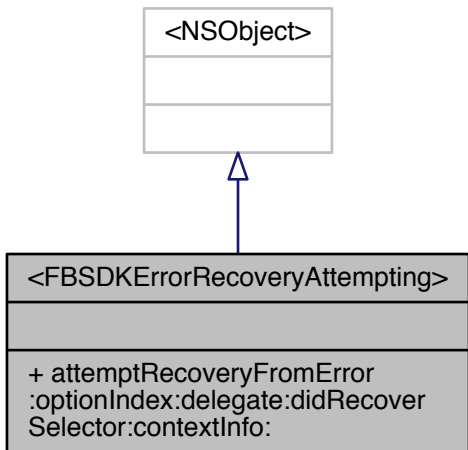 <NSObject>
<FBSDKErrorRecoveryAttempting>
+ attemptRecoveryFromError
:optionIndex:delegate:didRecover
Selector:contextInfo: